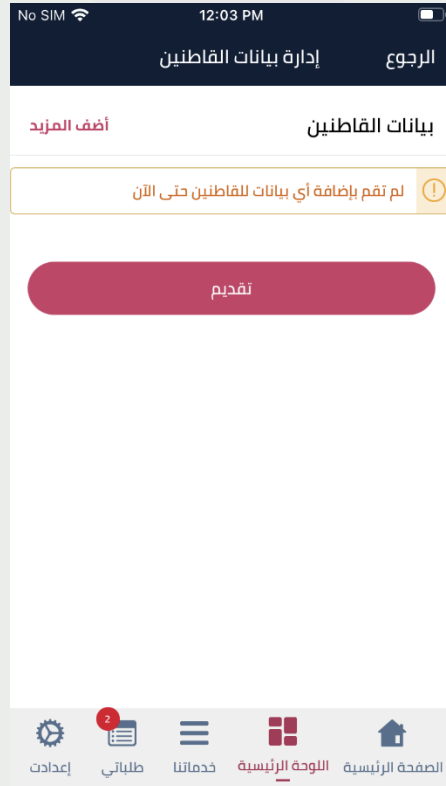 No SIM 12:03 PM
الرجوع إدارة بيانات القاطنين
بيانات القاطنين أضف المزيد
لم تقم بإضافة أي بيانات للقاطنين حتى الآن
تقديم
2
الصفحة الرئيسية اللوحة الرئيسية خدماتنا طلباتي إعدادت